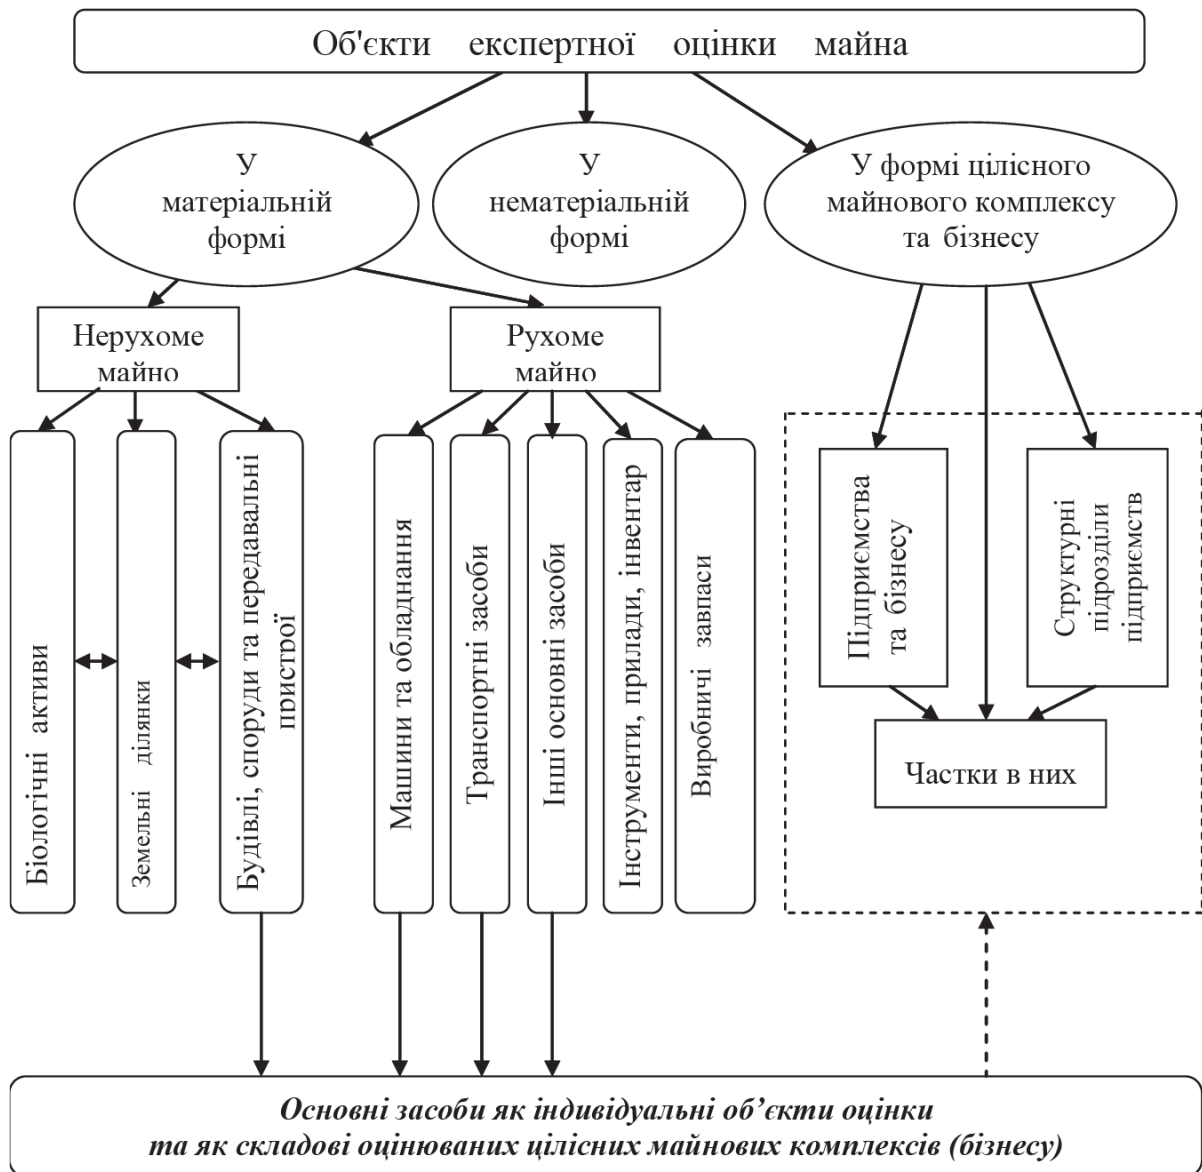 Об'єкти експертної оцінки майна
У
матеріальній
формі
У
нематеріальній
формі
У формі цілісного
майнового комплексу
та бізнесу
Нерухоме
майно
Рухоме
майно
Біологічні активи
Земельні ділянки
Будівлі, споруди та передавальні
пристрої
Машини та обладнання
Транспортні засоби
Інші основні засоби
Інструменти, прилади, інвентар
Виробничі завпаси
Підприємства
та бізнесу
Структурні
підрозділи
підприємств
Частки в них
Основні засоби як індивідуальні об’єкти оцінки
та як складові оцінюваних цілісних майнових комплексів (бізнесу)